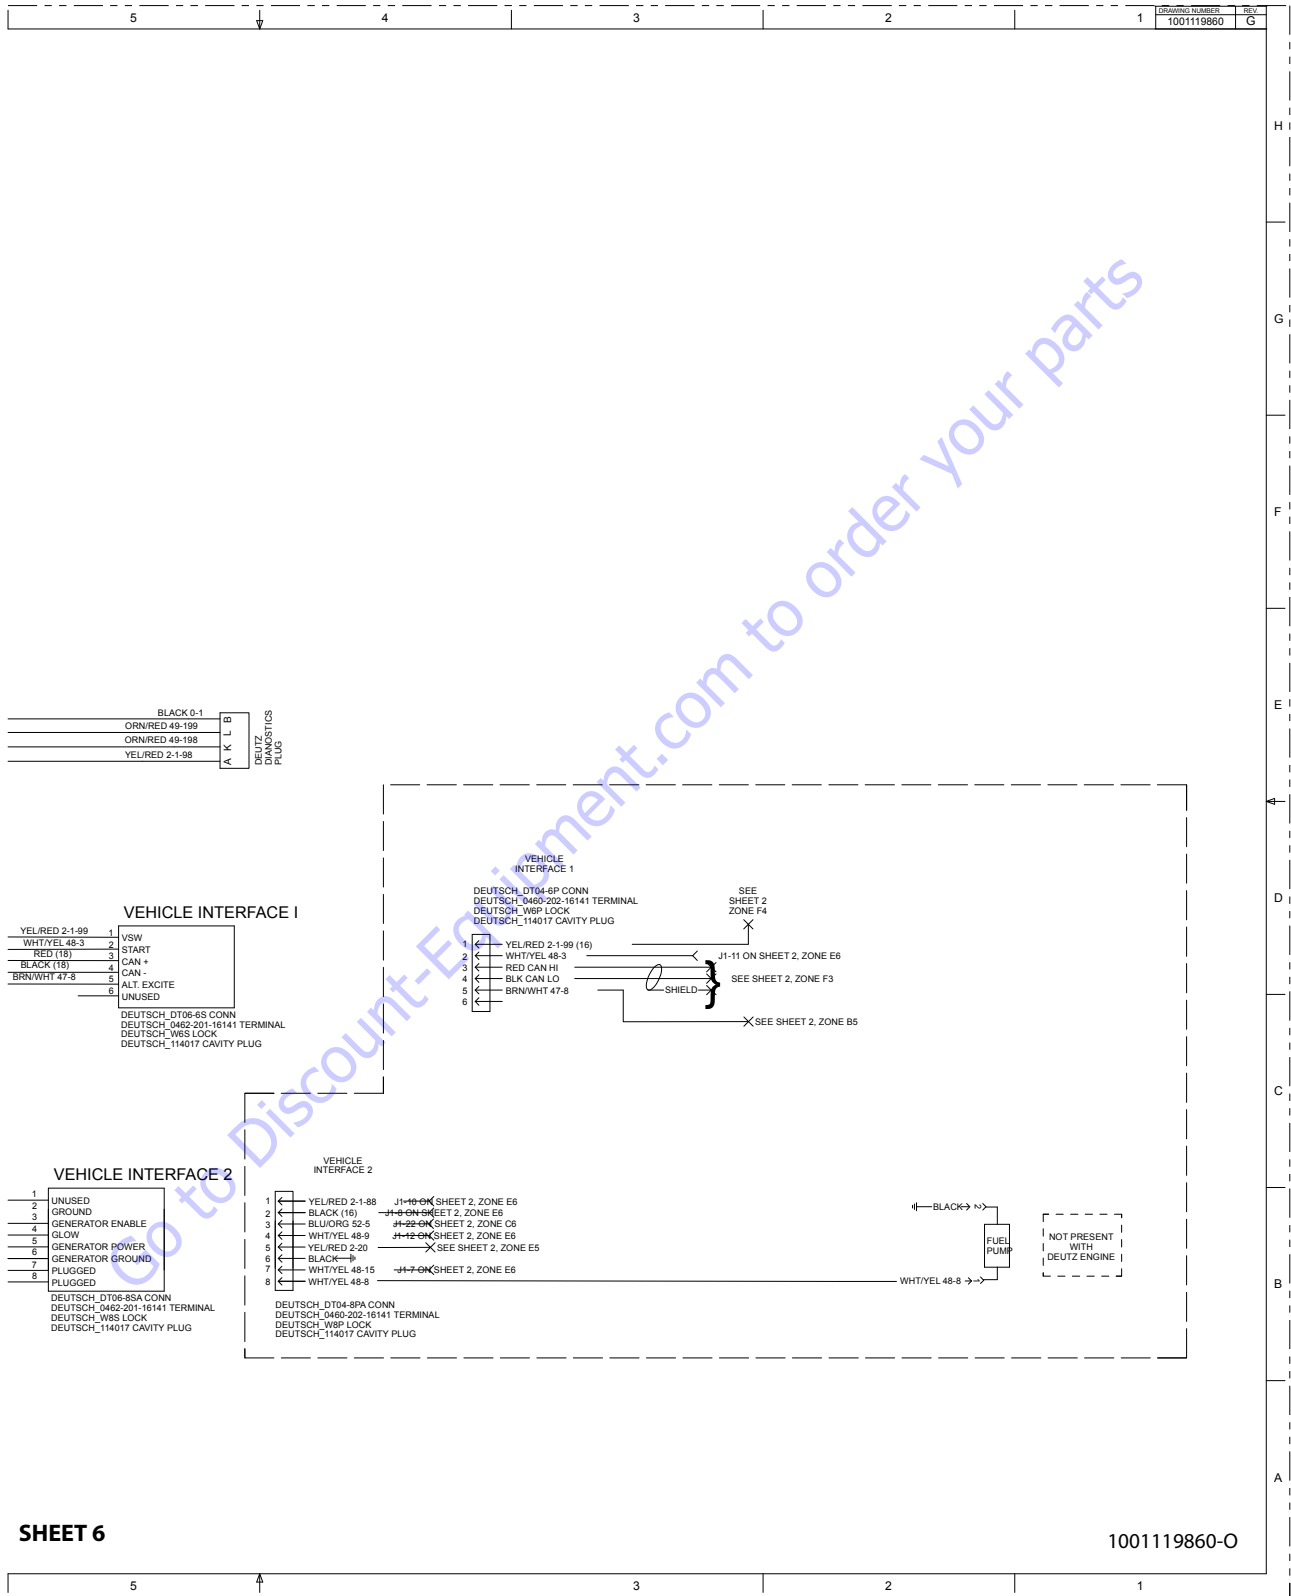 5
4
3
2
1
DRAWING NUMBER
REV.
1001119860
G
H
G
F
E
D
C
B
A
BLACK 0-1
ORN/RED 49-199
ORN/RED 49-198
YEL/RED 2-1-98
B
L
K
A
DEUTZ
DIANOSTICS
PLUG
VEHICLE INTERFACE I
YEL/RED 2-1-99 1 VSW
WHT/YEL 48-3 2 START
RED (18) 3 CAN +
BLACK (18) 4 CAN -
BRN/WHT 47-8 5 ALT. EXCITE
6 UNUSED
DEUTSCH_DT06-6S CONN
DEUTSCH_0462-201-16141 TERMINAL
DEUTSCH_W6S LOCK
DEUTSCH_114017 CAVITY PLUG
VEHICLE
INTERFACE 1
DEUTSCH_DT04-6P CONN
DEUTSCH_0460-202-16141 TERMINAL
DEUTSCH_W6P LOCK
DEUTSCH_114017 CAVITY PLUG
SEE
SHEET 2
ZONE F4
1 YEL/RED 2-1-99 (16)
2 WHT/YEL 48-3 J1-11 ON SHEET 2, ZONE E6
3 RED CAN HI
4 BLK CAN LO SEE SHEET 2, ZONE F3
5 BRN/WHT 47-8 SHIELD
6
SEE SHEET 2, ZONE B5
VEHICLE INTERFACE 2
1 UNUSED
2 GROUND
3 GENERATOR ENABLE
4 GLOW
5 GENERATOR POWER
6 GENERATOR GROUND
7 PLUGGED
8 PLUGGED
DEUTSCH_DT06-8SA CONN
DEUTSCH_0462-201-16141 TERMINAL
DEUTSCH_W8S LOCK
DEUTSCH_114017 CAVITY PLUG
VEHICLE
INTERFACE 2
1 YEL/RED 2-1-88 J1-10 ON SHEET 2, ZONE E6
2 BLACK (16) J1-8 ON SHEET 2, ZONE E6
3 BLU/ORG 52-5 J1-22 ON SHEET 2, ZONE C6
4 WHT/YEL 48-9 J1-12 ON SHEET 2, ZONE E6
5 YEL/RED 2-20 SEE SHEET 2, ZONE E5
6 BLACK
7 WHT/YEL 48-15 J1-7 ON SHEET 2, ZONE E6
8 WHT/YEL 48-8
DEUTSCH_DT04-8PA CONN
DEUTSCH_0460-202-16141 TERMINAL
DEUTSCH_W8P LOCK
DEUTSCH_114017 CAVITY PLUG
BLACK 2
FUEL
PUMP
WHT/YEL 48-8 1
NOT PRESENT
WITH
DEUTZ ENGINE
Go to Discount-Equipment.com to order your parts
SHEET 6
1001119860-O
5
3
2
1